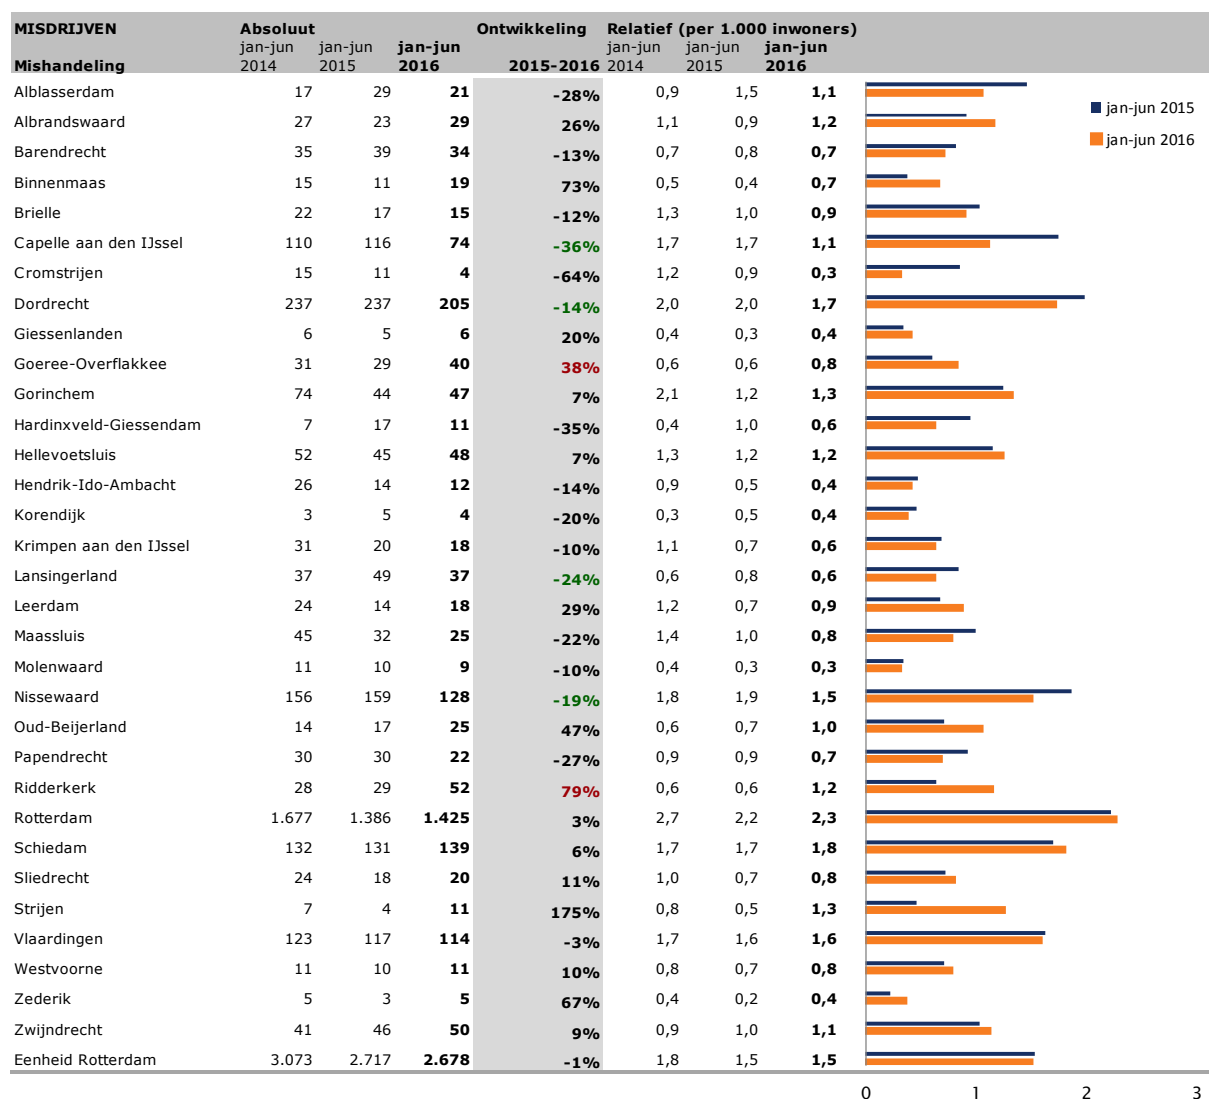 MISDRIJVEN Absoluut Ontwikkeling Relatief (per 1.000 inwoners)
jan-jun jan-jun jan-jun jan-jun jan-jun jan-jun
Mishandeling 2014 2015 2016 2015-2016 2014 2015 2016
Alblasserdam 17 29 21 -28% 0,9 1,5 1,1
jan-jun 2015
Albrandswaard 27 23 29 26% 1,1 0,9 1,2
jan-jun 2016
Barendrecht 35 39 34 -13% 0,7 0,8 0,7
Binnenmaas 15 11 19 73% 0,5 0,4 0,7
Brielle 22 17 15 -12% 1,3 1,0 0,9
Capelle aan den IJssel 110 116 74 -36% 1,7 1,7 1,1
Cromstrijen 15 11 4 -64% 1,2 0,9 0,3
Dordrecht 237 237 205 -14% 2,0 2,0 1,7
Giessenlanden 6 5 6 20% 0,4 0,3 0,4
Goeree-Overflakkee 31 29 40 38% 0,6 0,6 0,8
Gorinchem 74 44 47 7% 2,1 1,2 1,3
Hardinxveld-Giessendam 7 17 11 -35% 0,4 1,0 0,6
Hellevoetsluis 52 45 48 7% 1,3 1,2 1,2
Hendrik-Ido-Ambacht 26 14 12 -14% 0,9 0,5 0,4
Korendijk 3 5 4 -20% 0,3 0,5 0,4
Krimpen aan den IJssel 31 20 18 -10% 1,1 0,7 0,6
Lansingerland 37 49 37 -24% 0,6 0,8 0,6
Leerdam 24 14 18 29% 1,2 0,7 0,9
Maassluis 45 32 25 -22% 1,4 1,0 0,8
Molenwaard 11 10 9 -10% 0,4 0,3 0,3
Nissewaard 156 159 128 -19% 1,8 1,9 1,5
Oud-Beijerland 14 17 25 47% 0,6 0,7 1,0
Papendrecht 30 30 22 -27% 0,9 0,9 0,7
Ridderkerk 28 29 52 79% 0,6 0,6 1,2
Rotterdam 1.677 1.386 1.425 3% 2,7 2,2 2,3
Schiedam 132 131 139 6% 1,7 1,7 1,8
Sliedrecht 24 18 20 11% 1,0 0,7 0,8
Strijen 7 4 11 175% 0,8 0,5 1,3
Vlaardingen 123 117 114 -3% 1,7 1,6 1,6
Westvoorne 11 10 11 10% 0,8 0,7 0,8
Zederik 5 3 5 67% 0,4 0,2 0,4
Zwijndrecht 41 46 50 9% 0,9 1,0 1,1
Eenheid Rotterdam 3.073 2.717 2.678 -1% 1,8 1,5 1,5
0 1 2 3